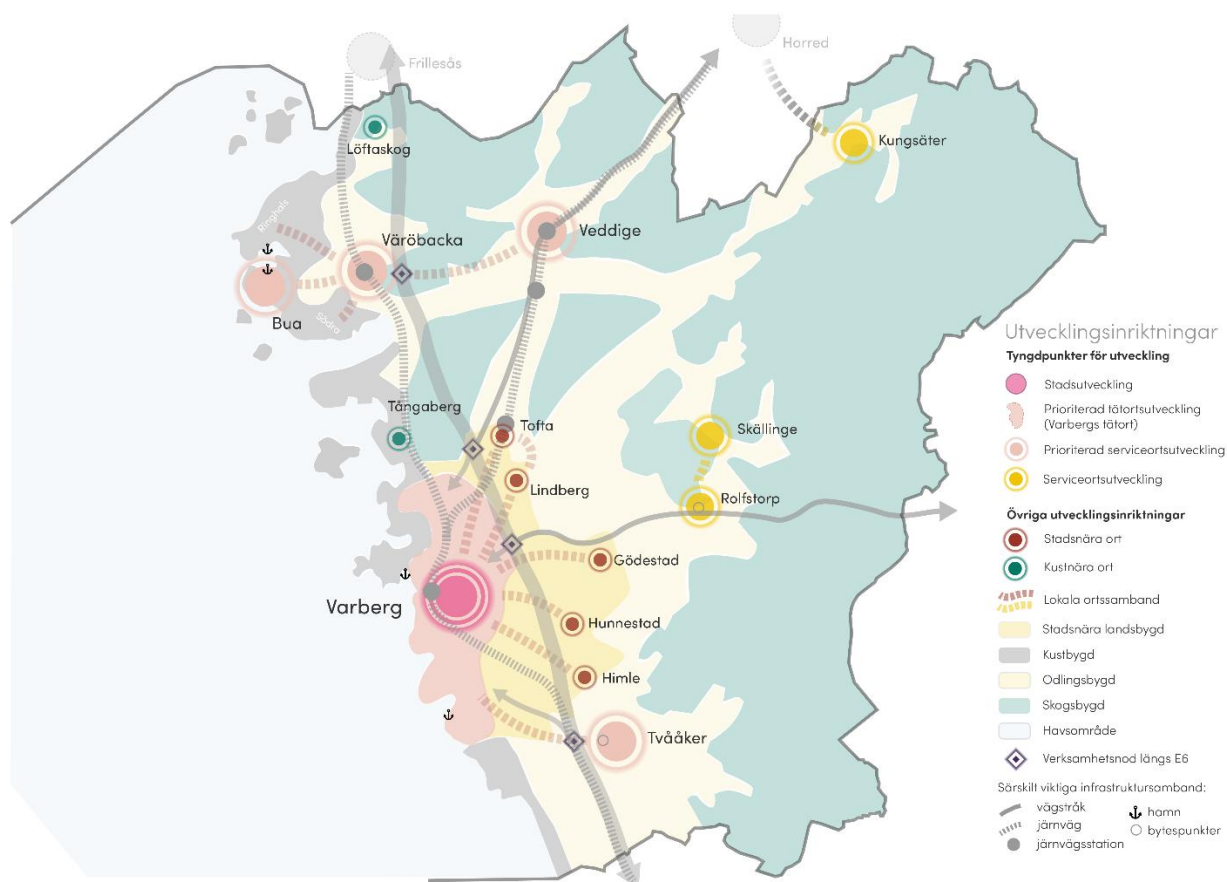 Frillesås
Horred
Löftaskog
Kungsäter
Ringhals
Väröbacka
Veddige
Bua
Södra
Tångaberg
Tofta
Skällinge
Lindberg
Rolfstorp
Gödestad
Varberg
Hunnestad
Himle
Tvååker
Utvecklingsinriktningar
Tyngdpunkter för utveckling
Stadsutveckling
Prioriterad tätortsutveckling
(Varbergs tätort)
Prioriterad serviceortsutveckling
Serviceortsutveckling
Övriga utvecklingsinriktningar
Stadsnära ort
Kustnära ort
Lokala ortssamband
Stadsnära landsbygd
Kustbygd
Odlingsbygd
Skogsbygd
Havsområde
Verksamhetsnod längs E6
Särskilt viktiga infrastruktursamband:
vägstråk
hamn
järnväg
bytespunkter
järnvägsstation